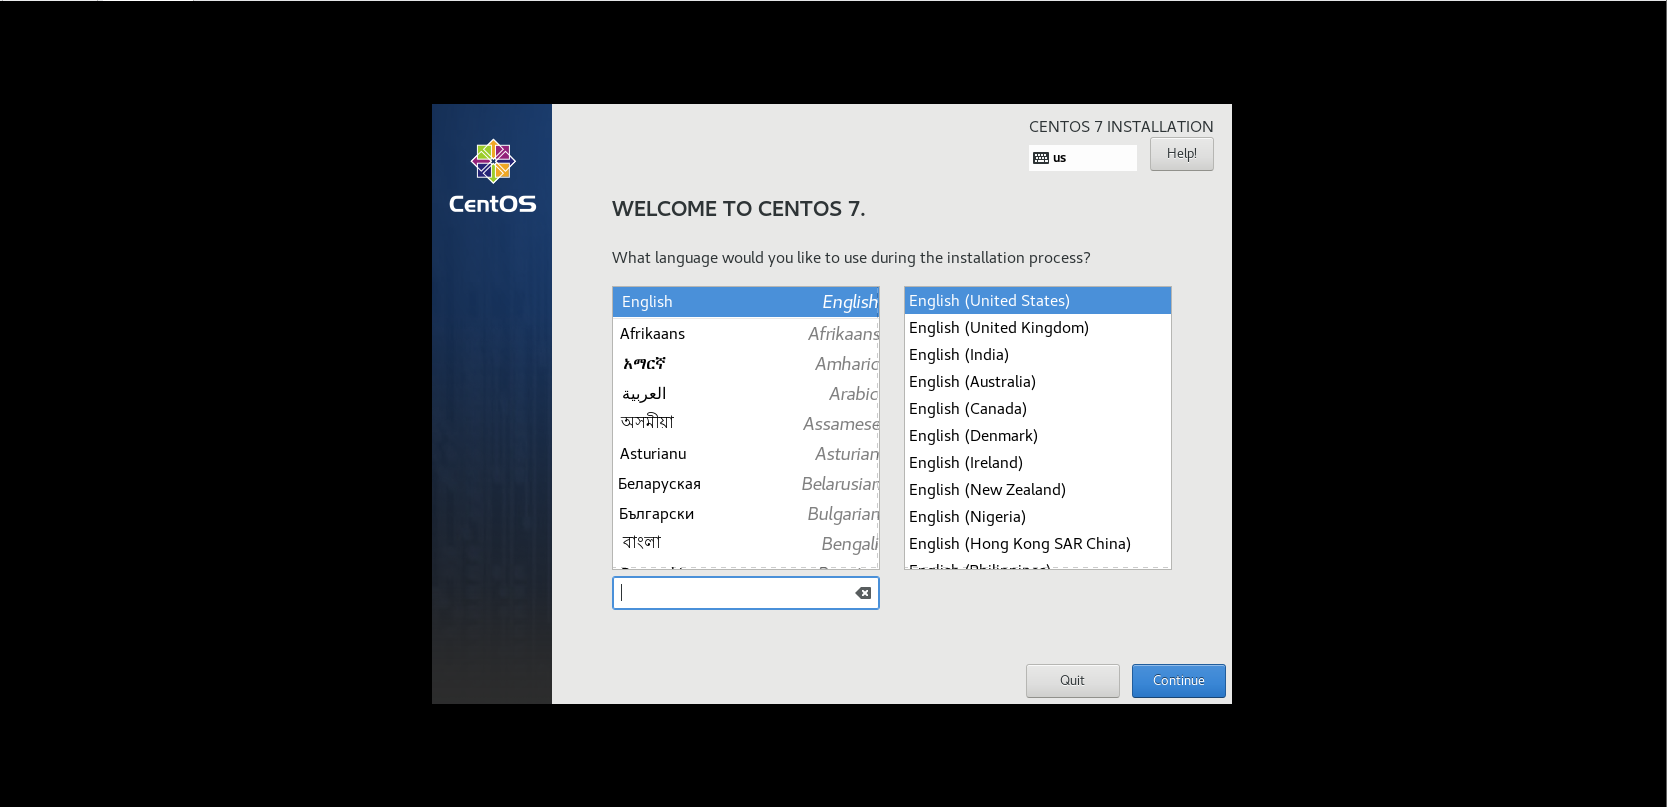 CentOS
CENTOS 7 INSTALLATION
us
Help!
WELCOME TO CENTOS 7.
What language would you like to use during the installation process?
English English
Afrikaans Afrikaans
አማርኛ Amharic
العربية Arabic
অসমীয়া Assamese
Asturianu Asturian
Беларуская Belarusian
Български Bulgarian
বাংলা Bengali
English (United States)
English (United Kingdom)
English (India)
English (Australia)
English (Canada)
English (Denmark)
English (Ireland)
English (New Zealand)
English (Nigeria)
English (Hong Kong SAR China)
English (Philippines)
Quit
Continue